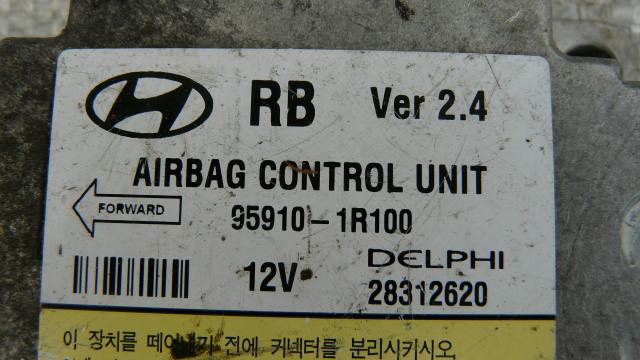 RB Ver 2.4
AIRBAG CONTROL UNIT
FORWARD
95910-1R100
12V DELPHI
28312620
이 장치를 떼어내기 전에 커넥터를 분리시키시오